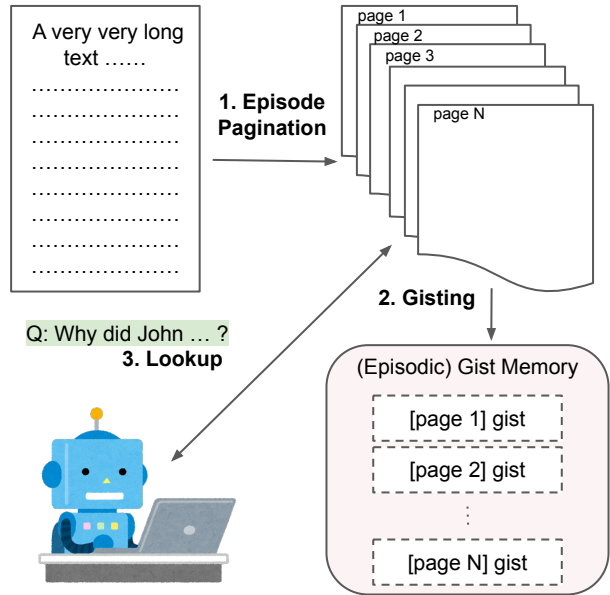 A very very long
text ……
1. Episode
Pagination
page 1
page 2
page 3
page N
2. Gisting
Q: Why did John … ?
3. Lookup
(Episodic) Gist Memory
[page 1] gist
[page 2] gist
⋮
[page N] gist